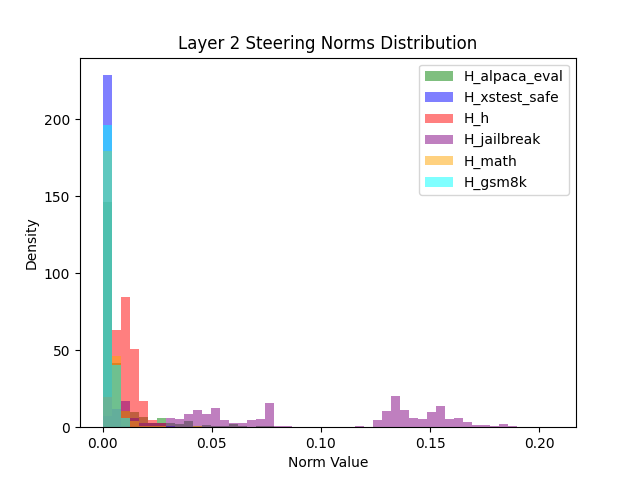 Layer 2 Steering Norms Distribution
H_alpaca_eval
H_xstest_safe
H_h
H_jailbreak
H_math
H_gsm8k
200
150
100
50
0
Density
0.00
0.05
0.10
0.15
0.20
Norm Value